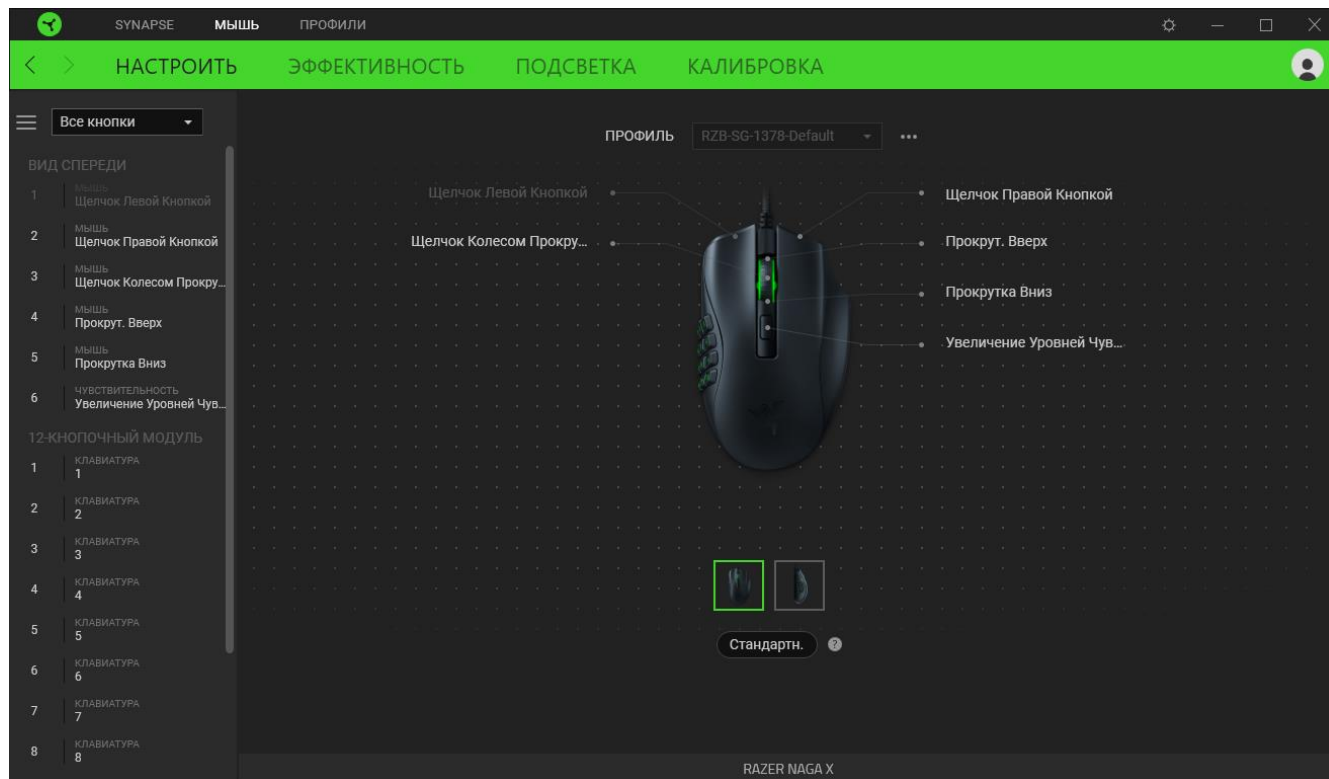 SYNAPSE МЫШЬ ПРОФИЛИ
НАСТРОИТЬ ЭФФЕКТИВНОСТЬ ПОДСВЕТКА КАЛИБРОВКА
Все кнопки
ПРОФИЛЬ RZB-SG-1378-Default
ВИД СПЕРЕДИ
1 МЫШЬ
Щелчок Левой Кнопкой
2 МЫШЬ
Щелчок Правой Кнопкой
3 МЫШЬ
Щелчок Колесом Прокру...
4 МЫШЬ
Прокрут. Вверх
5 МЫШЬ
Прокрутка Вниз
6 ЧУВСТВИТЕЛЬНОСТЬ
Увеличение Уровней Чув...
12-КНОПОЧНЫЙ МОДУЛЬ
1 КЛАВИАТУРА
1
2 КЛАВИАТУРА
2
3 КЛАВИАТУРА
3
4 КЛАВИАТУРА
4
5 КЛАВИАТУРА
5
6 КЛАВИАТУРА
6
7 КЛАВИАТУРА
7
8 КЛАВИАТУРА
8
Щелчок Левой Кнопкой
Щелчок Колесом Прокру...
Щелчок Правой Кнопкой
Прокрут. Вверх
Прокрутка Вниз
Увеличение Уровней Чув...
Стандартн. ?
RAZER NAGA X